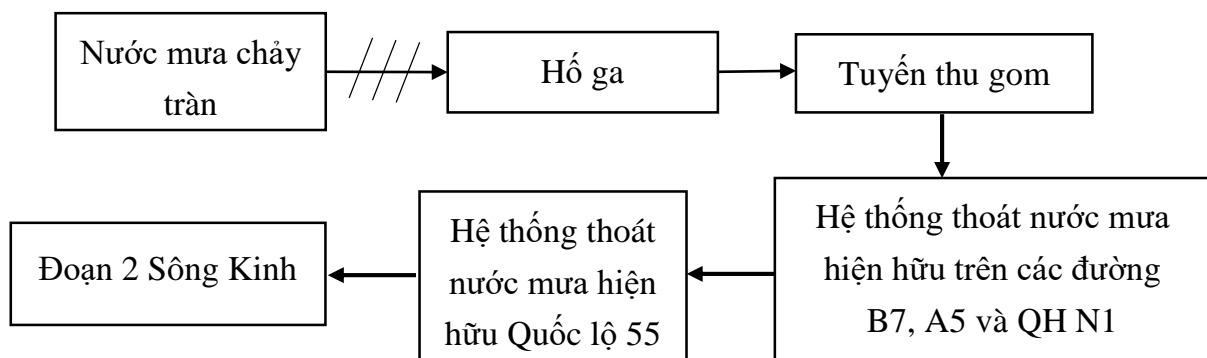 Nước mưa chảy
tràn
Hố ga
Tuyến thu gom
Hệ thống thoát nước mưa
hiện hữu trên các đường
B7, A5 và QH N1
Hệ thống thoát
nước mưa hiện
hữu Quốc lộ 55
Đoạn 2 Sông Kinh